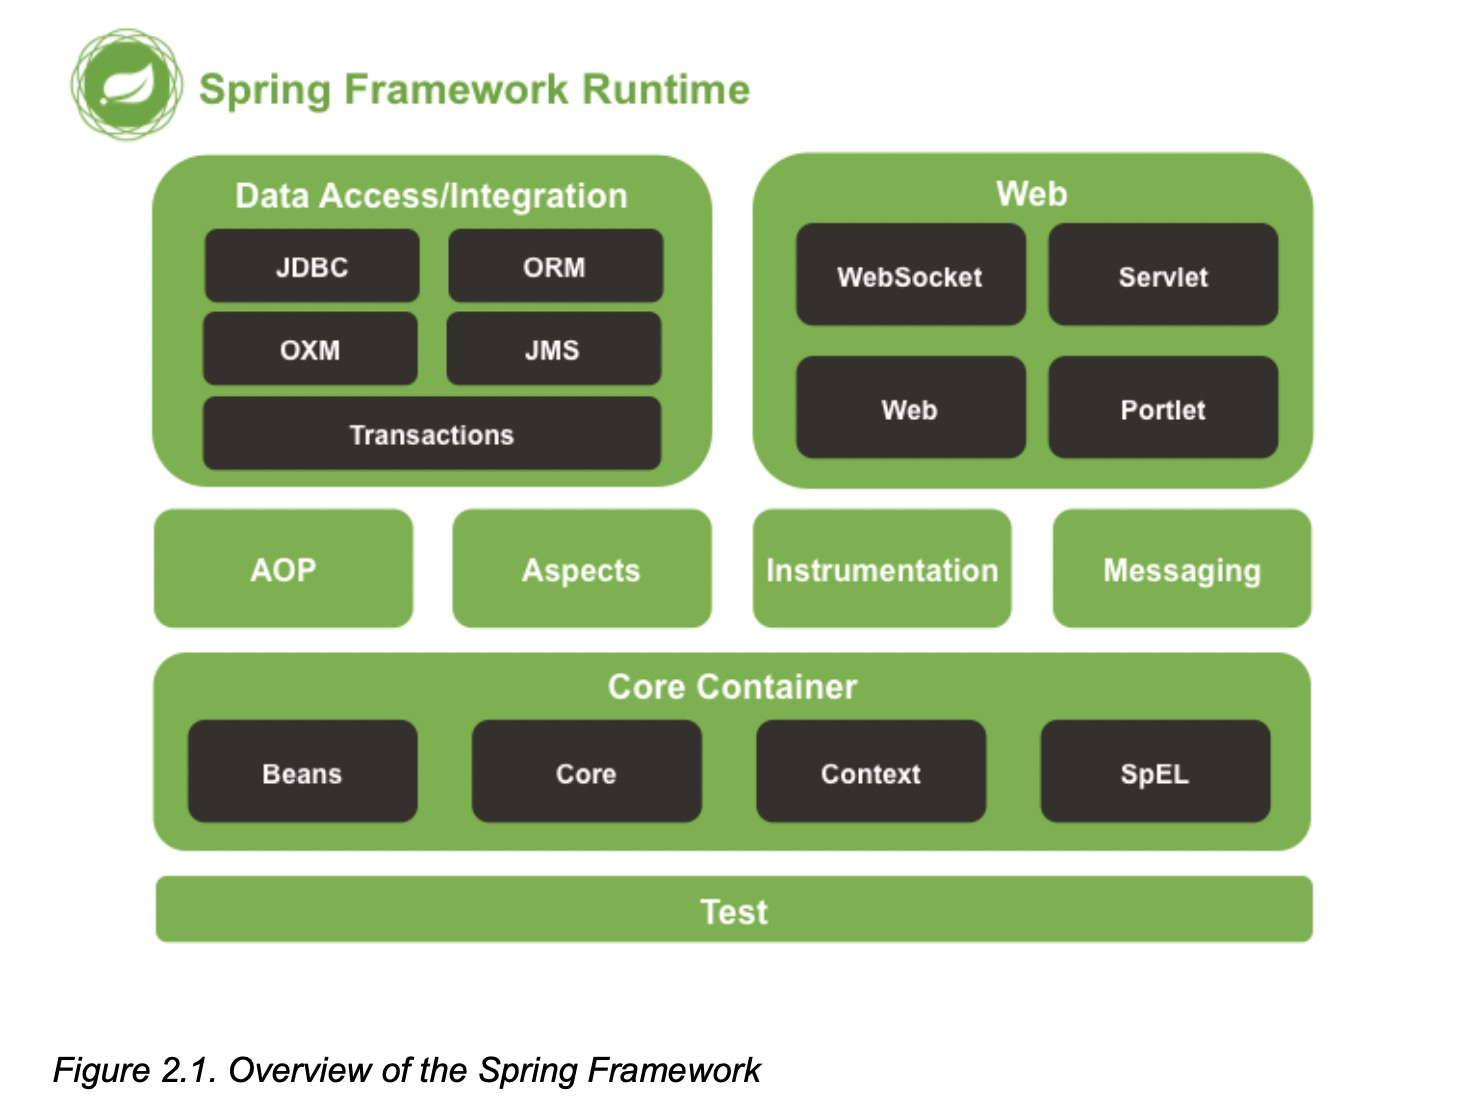 Spring Framework Runtime
Data Access/Integration
JDBC
ORM
OXM
JMS
Transactions
Web
WebSocket
Servlet
Web
Portlet
AOP
Aspects
Instrumentation
Messaging
Core Container
Beans
Core
Context
SpEL
Test
Figure 2.1. Overview of the Spring Framework